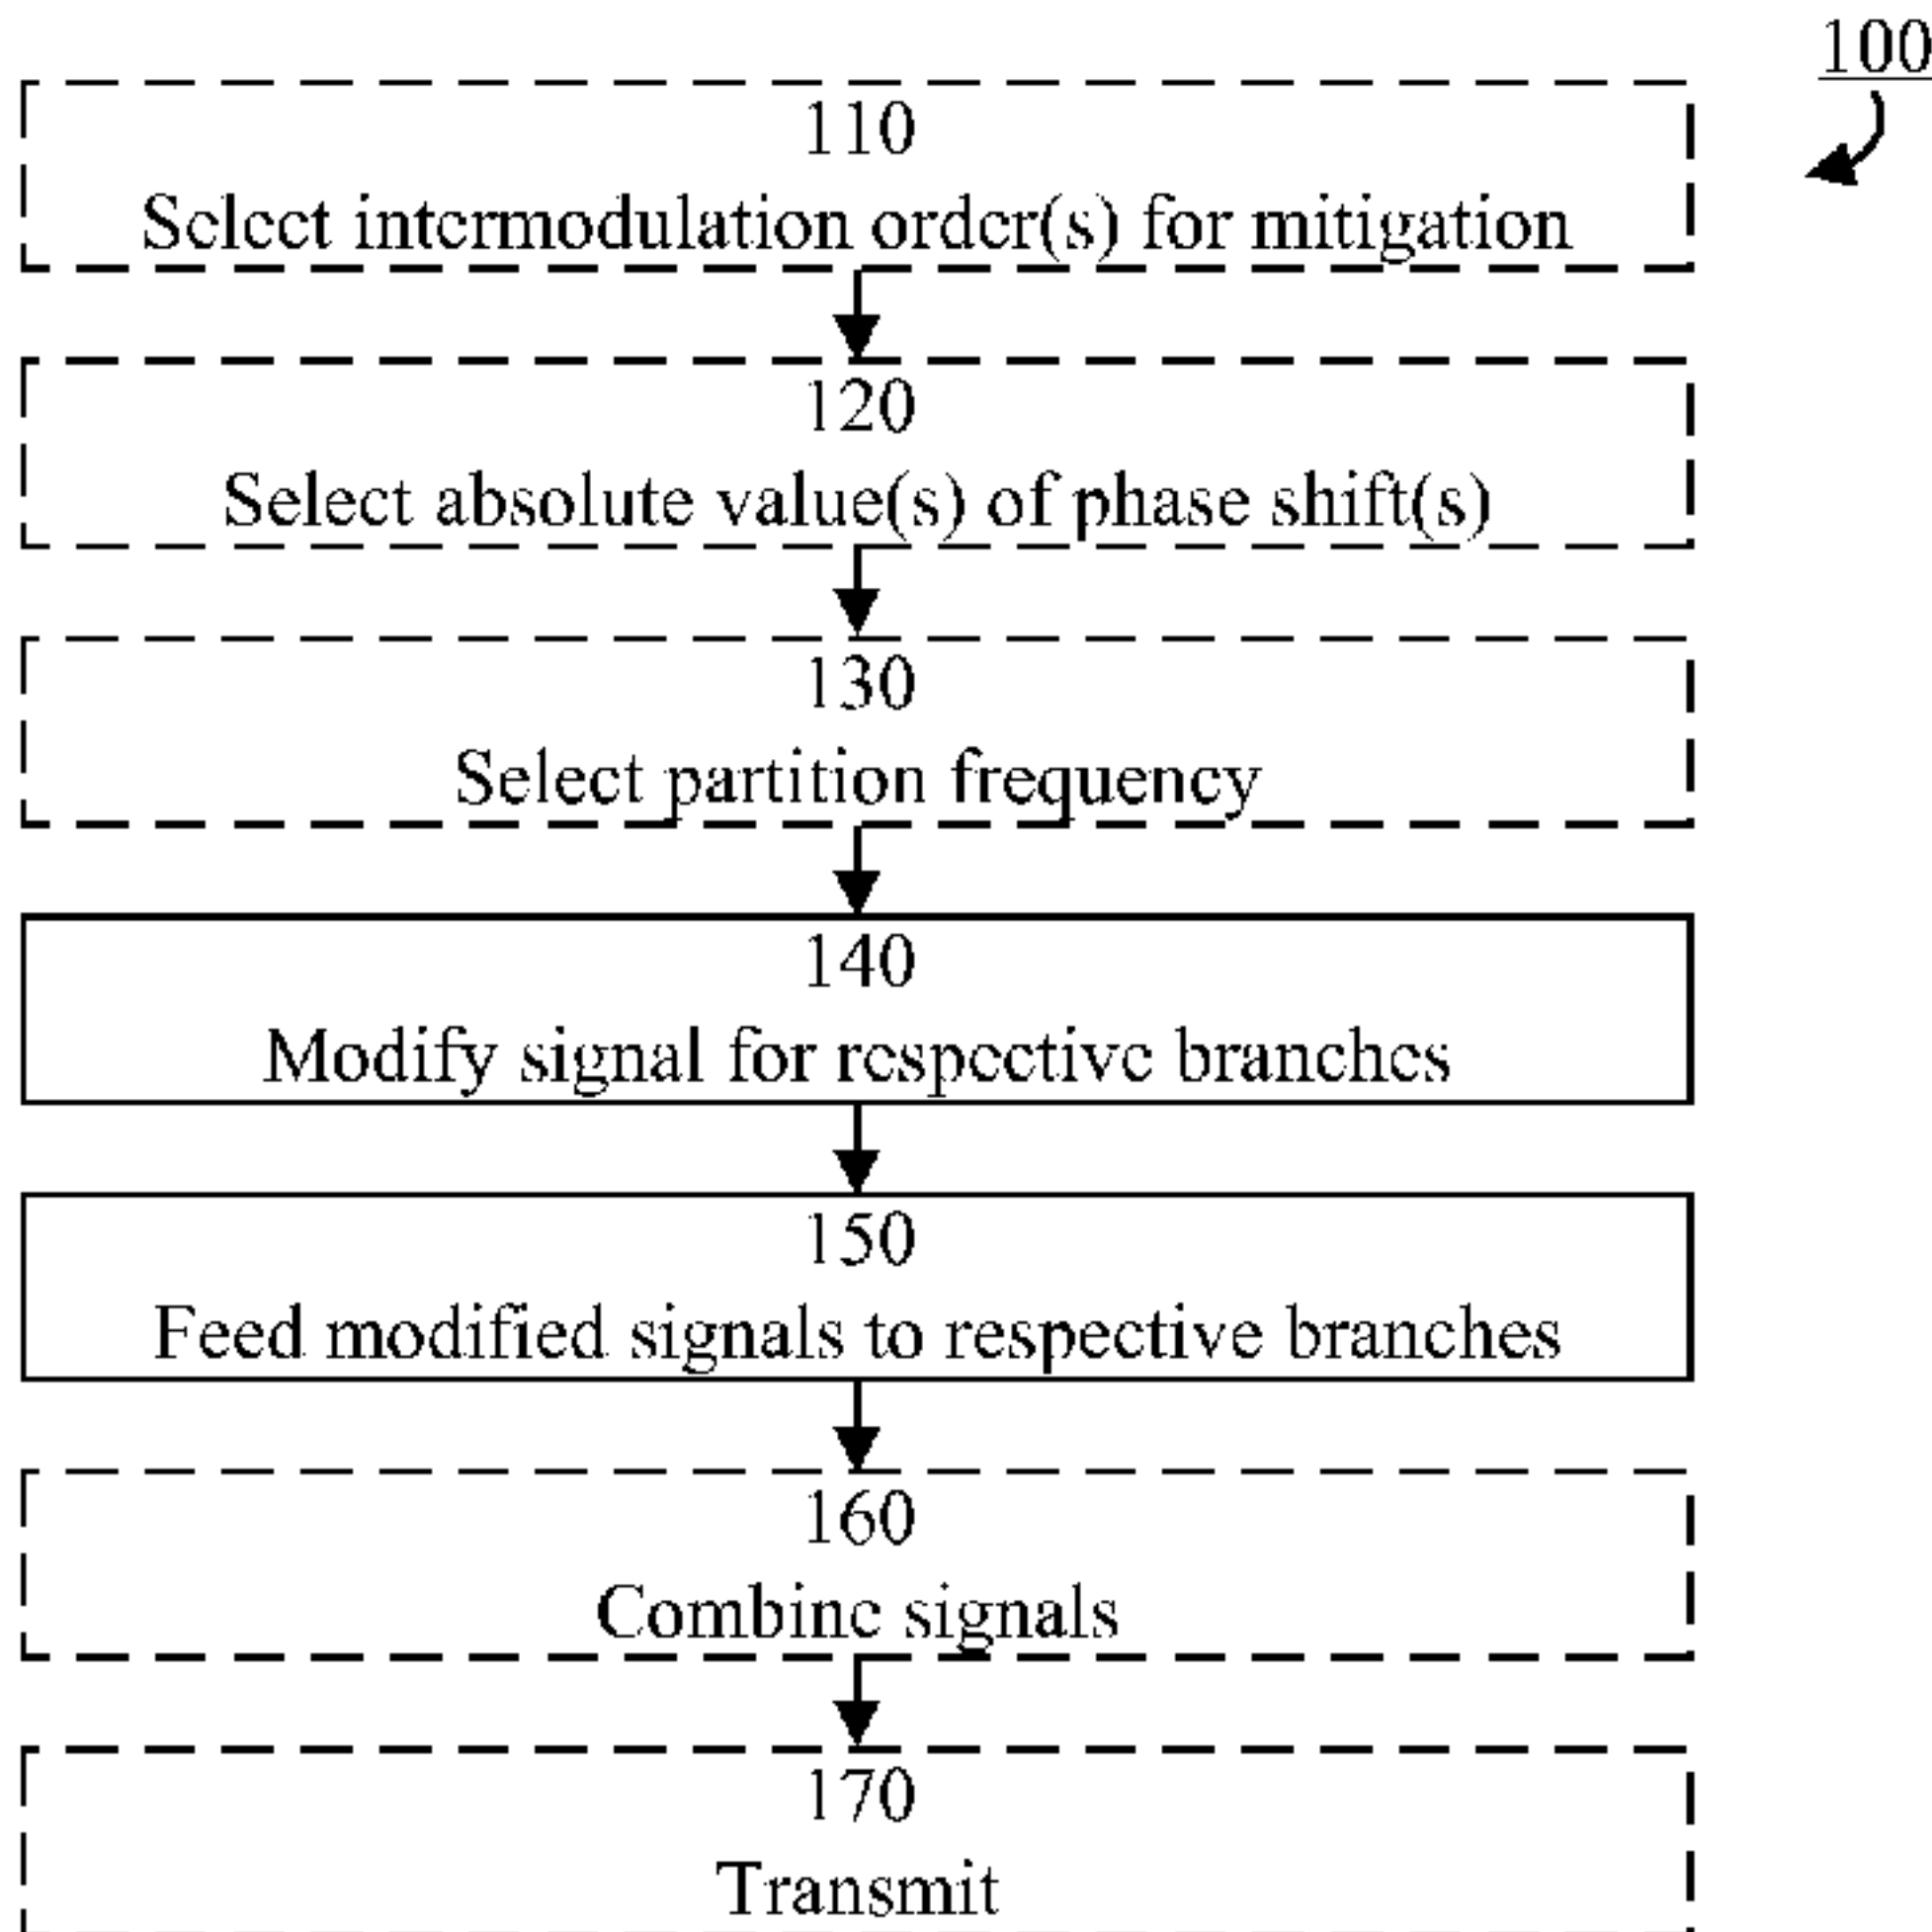 100
110
Select intermodulation order(s) for mitigation
120
Select absolute value(s) of phase shift(s)
130
Select partition frequency
140
Modify signal for respective branches
150
Feed modified signals to respective branches
160
Combine signals
170
Transmit